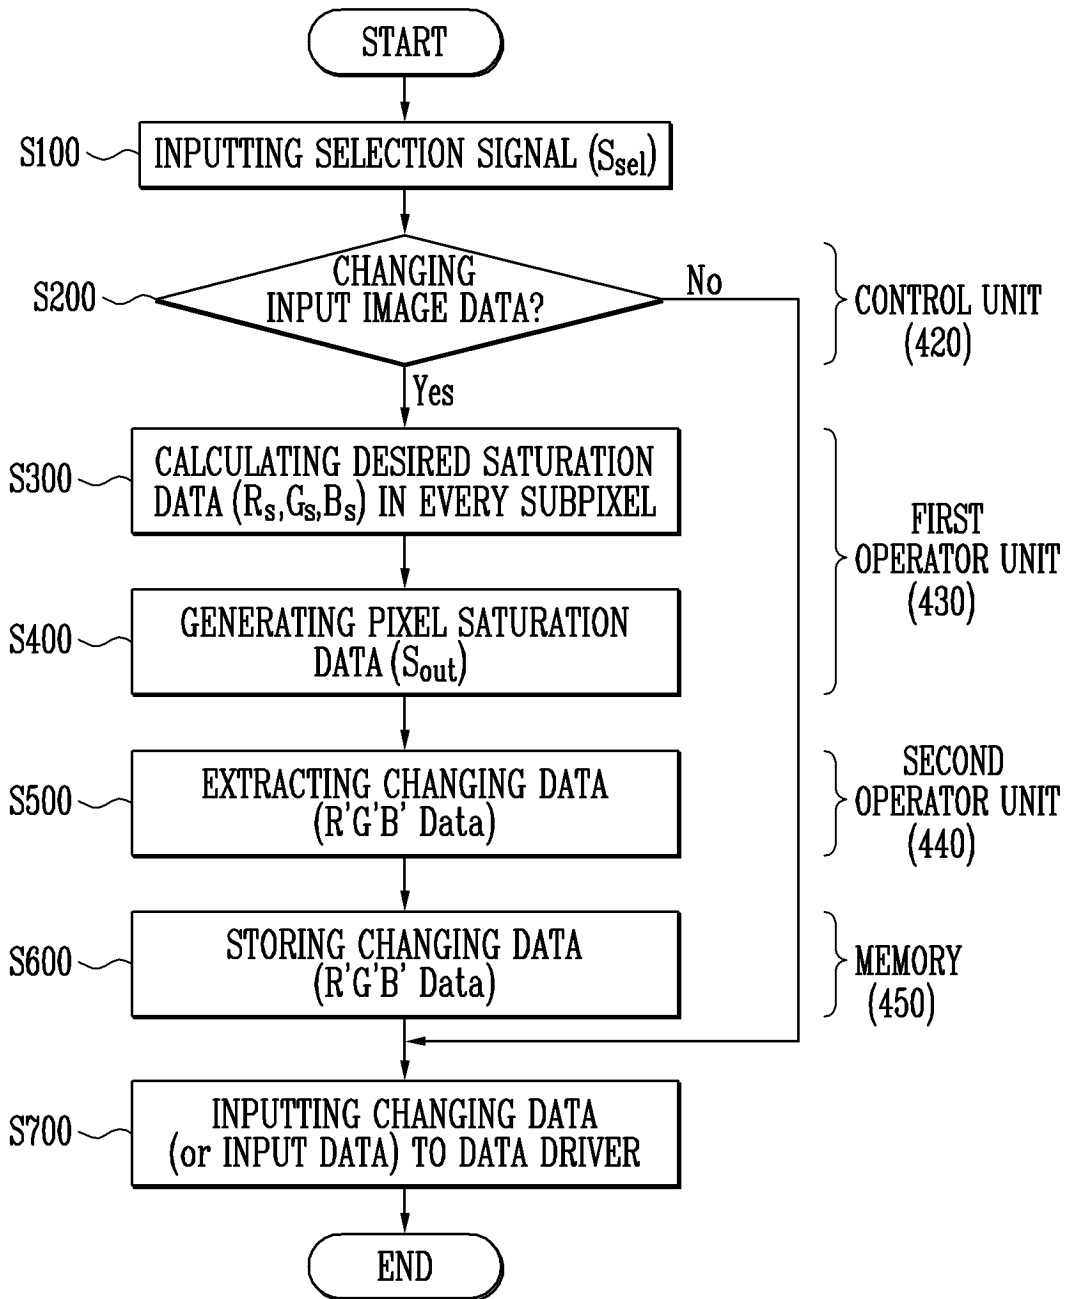 START
S100
INPUTTING SELECTION SIGNAL (Ssel)
S200
CHANGING
INPUT IMAGE DATA?
No
CONTROL UNIT
(420)
Yes
S300
CALCULATING DESIRED SATURATION
DATA (Rs,Gs,Bs) IN EVERY SUBPIXEL
FIRST
OPERATOR UNIT
(430)
S400
GENERATING PIXEL SATURATION
DATA (Sout)
S500
EXTRACTING CHANGING DATA
(R'G'B' Data)
SECOND
OPERATOR UNIT
(440)
S600
STORING CHANGING DATA
(R'G'B' Data)
MEMORY
(450)
S700
INPUTTING CHANGING DATA
(or INPUT DATA) TO DATA DRIVER
END